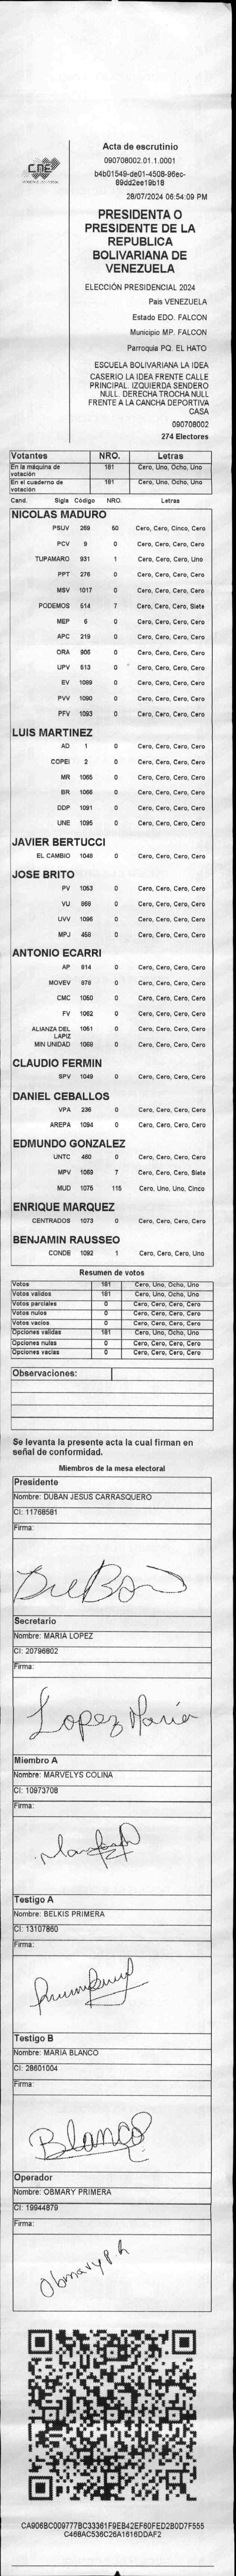 CNE
Acta de escrutinio
090708002.01.1.0001
b4b01549-de01-4508-96ec-
89dd2ee19b18
28/07/2024 06:54:09 PM
PRESIDENTA O
PRESIDENTE DE LA
REPUBLICA
BOLIVARIANA DE
VENEZUELA
ELECCIÓN PRESIDENCIAL 2024
Pais VENEZUELA
Estado EDO. FALCON
Municipio MP. FALCON
Parroquia PQ. EL HATO
ESCUELA BOLIVARIANA LA IDEA
CASERIO LA IDEA FRENTE CALLE
PRINCIPAL. IZQUIERDA SENDERO
NULL. DERECHA TROCHA NULL
FRENTE A LA CANCHA DEPORTIVA
CASA
090708002
274 Electores
Votantes NRO. Letras
En la máquina de votación 181 Cero, Uno, Ocho, Uno
En el cuaderno de votación 181 Cero, Uno, Ocho, Uno
Cand. Sigla Código NRO. Letras
NICOLAS MADURO
PSUV 269 50 Cero, Cero, Cinco, Cero
PCV 9 0 Cero, Cero, Cero, Cero
TUPAMARO 931 1 Cero, Cero, Cero, Uno
PPT 276 0 Cero, Cero, Cero, Cero
MSV 1017 0 Cero, Cero, Cero, Cero
PODEMOS 514 7 Cero, Cero, Cero, Siete
MEP 6 0 Cero, Cero, Cero, Cero
APC 219 0 Cero, Cero, Cero, Cero
ORA 906 0 Cero, Cero, Cero, Cero
UPV 513 0 Cero, Cero, Cero, Cero
EV 1089 0 Cero, Cero, Cero, Cero
PVV 1090 0 Cero, Cero, Cero, Cero
PFV 1093 0 Cero, Cero, Cero, Cero
LUIS MARTINEZ
AD 1 0 Cero, Cero, Cero, Cero
COPEI 2 0 Cero, Cero, Cero, Cero
MR 1065 0 Cero, Cero, Cero, Cero
BR 1066 0 Cero, Cero, Cero, Cero
DDP 1091 0 Cero, Cero, Cero, Cero
UNE 1095 0 Cero, Cero, Cero, Cero
JAVIER BERTUCCI
EL CAMBIO 1048 0 Cero, Cero, Cero, Cero
JOSE BRITO
PV 1053 0 Cero, Cero, Cero, Cero
VU 868 0 Cero, Cero, Cero, Cero
UVV 1096 0 Cero, Cero, Cero, Cero
MPJ 458 0 Cero, Cero, Cero, Cero
ANTONIO ECARRI
AP 814 0 Cero, Cero, Cero, Cero
MOVEV 878 0 Cero, Cero, Cero, Cero
CMC 1050 0 Cero, Cero, Cero, Cero
FV 1062 0 Cero, Cero, Cero, Cero
ALIANZA DEL LAPIZ 1051 0 Cero, Cero, Cero, Cero
MIN UNIDAD 1068 0 Cero, Cero, Cero, Cero
CLAUDIO FERMIN
SPV 1049 0 Cero, Cero, Cero, Cero
DANIEL CEBALLOS
VPA 236 0 Cero, Cero, Cero, Cero
AREPA 1094 0 Cero, Cero, Cero, Cero
EDMUNDO GONZALEZ
UNTC 460 0 Cero, Cero, Cero, Cero
MPV 1069 7 Cero, Cero, Cero, Siete
MUD 1075 115 Cero, Uno, Uno, Cinco
ENRIQUE MARQUEZ
CENTRADOS 1073 0 Cero, Cero, Cero, Cero
BENJAMIN RAUSSEO
CONDE 1092 1 Cero, Cero, Cero, Uno
Resumen de votos
Votos 181 Cero, Uno, Ocho, Uno
Votos validos 181 Cero, Uno, Ocho, Uno
Votos parciales 0 Cero, Cero, Cero, Cero
Votos nulos 0 Cero, Cero, Cero, Cero
Votos vacios 0 Cero, Cero, Cero, Cero
Opciones validas 181 Cero, Uno, Ocho, Uno
Opciones nulas 0 Cero, Cero, Cero, Cero
Opciones vacias 0 Cero, Cero, Cero, Cero
Observaciones:
Se levanta la presente acta la cual firman en
señal de conformidad.
Miembros de la mesa electoral
Presidente
Nombre: DUBAN JESUS CARRASQUERO
CI: 11768581
Firma:
DuBan
Secretario
Nombre: MARIA LOPEZ
CI: 20796802
Firma:
Lopez Maria
Miembro A
Nombre: MARVELYS COLINA
CI: 10973708
Firma:
Testigo A
Nombre: BELKIS PRIMERA
CI: 13107860
Firma:
Testigo B
Nombre: MARIA BLANCO
CI: 28601004
Firma:
Blanco
Operador
Nombre: OBMARY PRIMERA
CI: 19944879
Firma:
Obmary P. h
CA906BC009777BC33361F9EB42EF60FED2B0D7F555
C468AC536C26A1616DDAF2